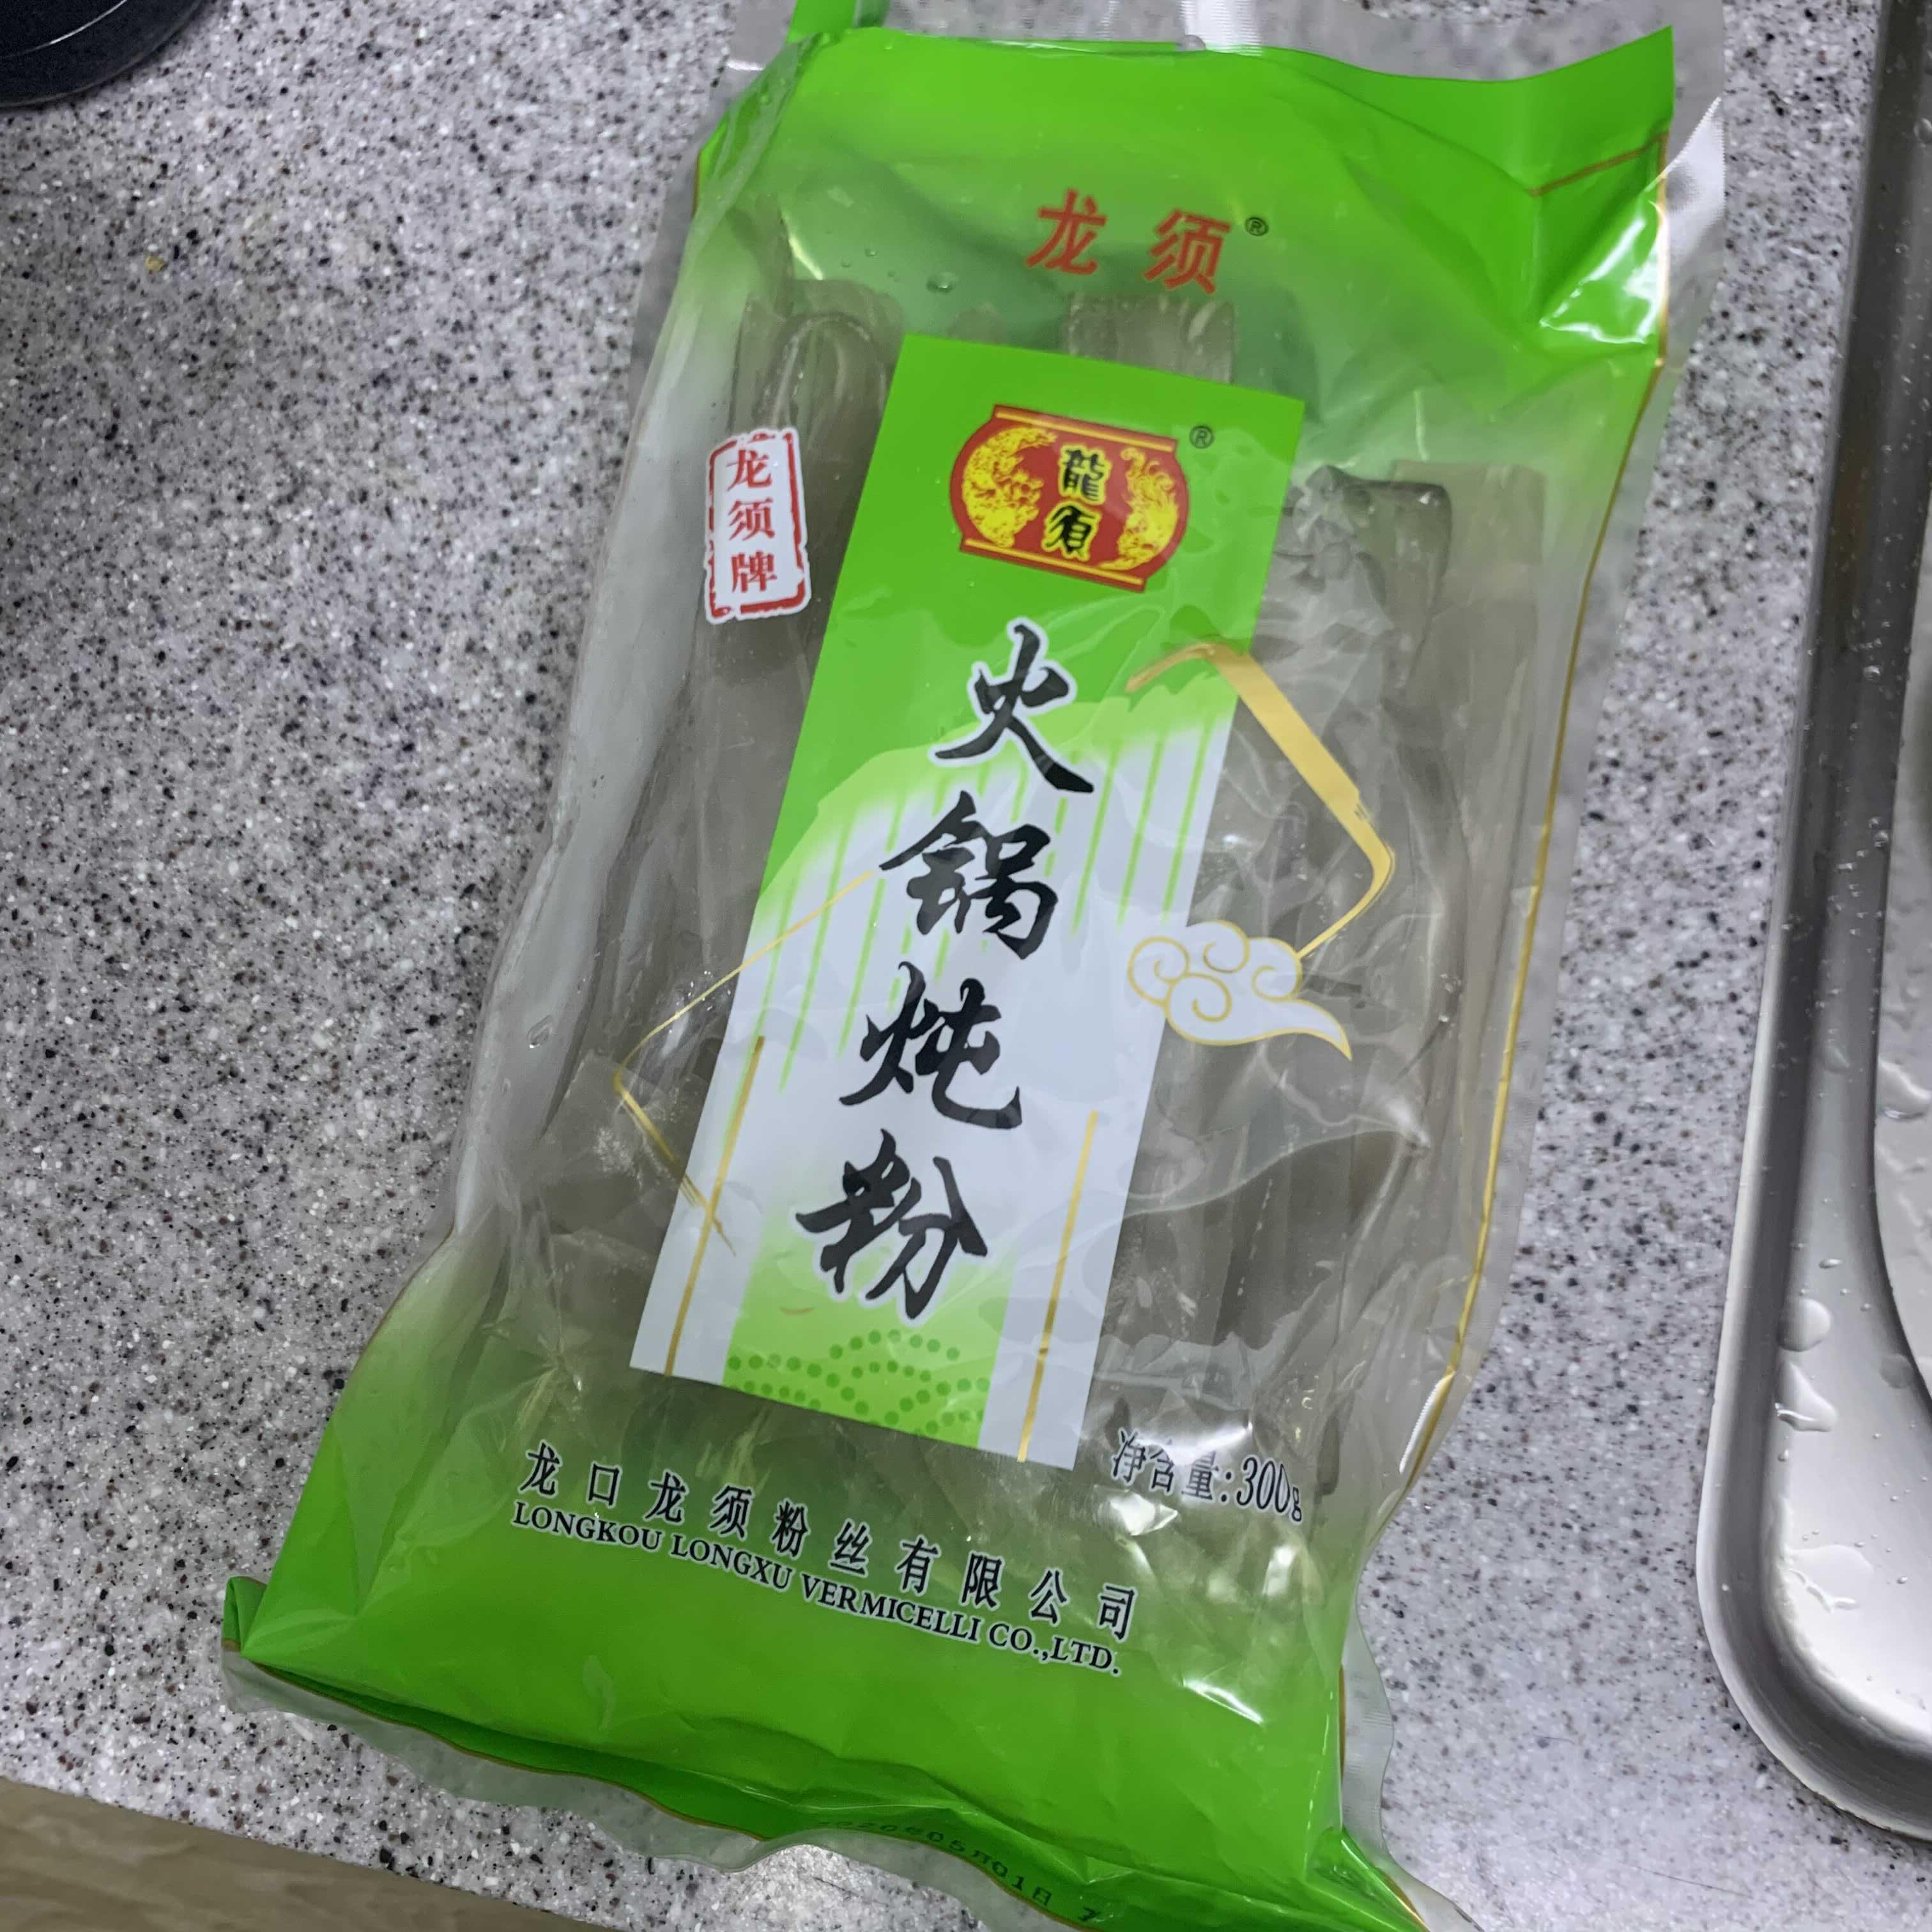 龙须®
龍須®
龙须牌
火锅炖粉
净含量:300g
龙口龙须粉丝有限公司
LONGKOU LONGXU VERMICELLI CO.,LTD.